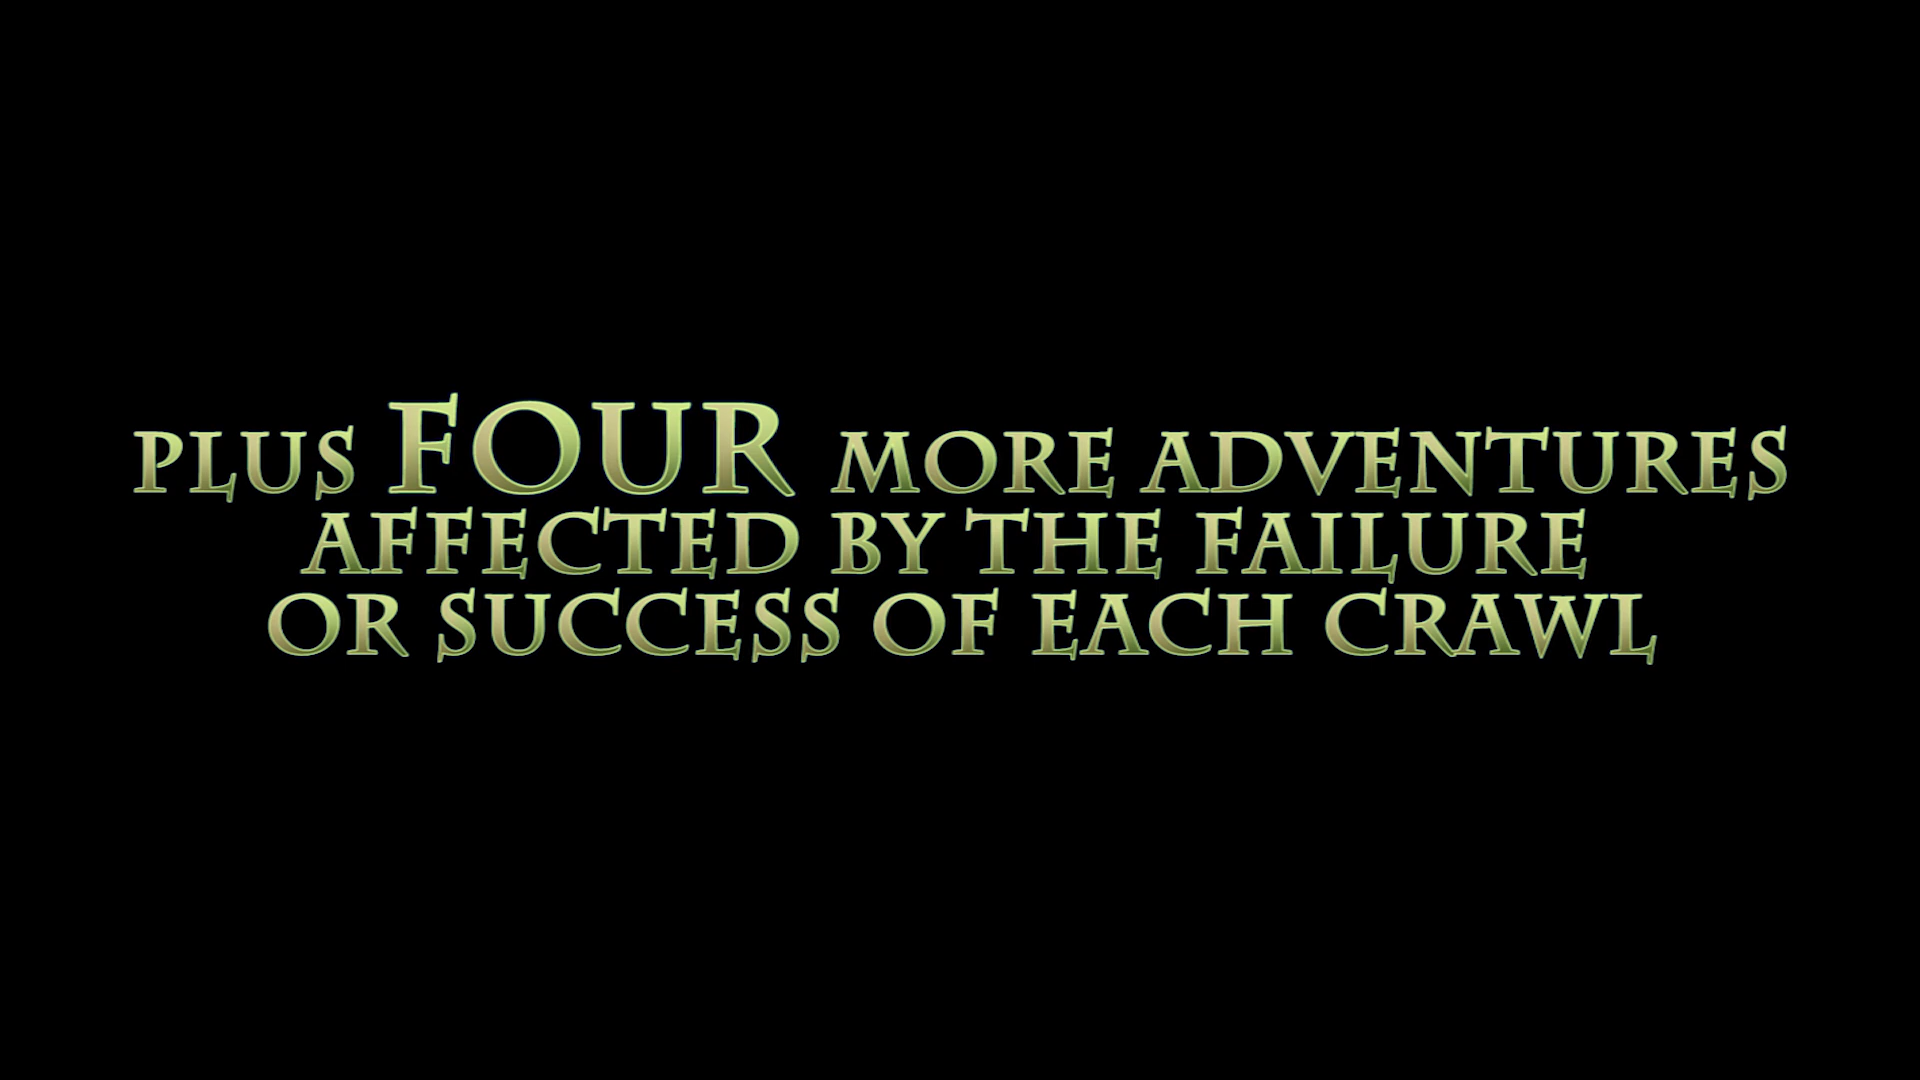 PLUS FOUR MORE ADVENTURES
AFFECTED BY THE FAILURE
OR SUCCESS OF EACH CRAWL